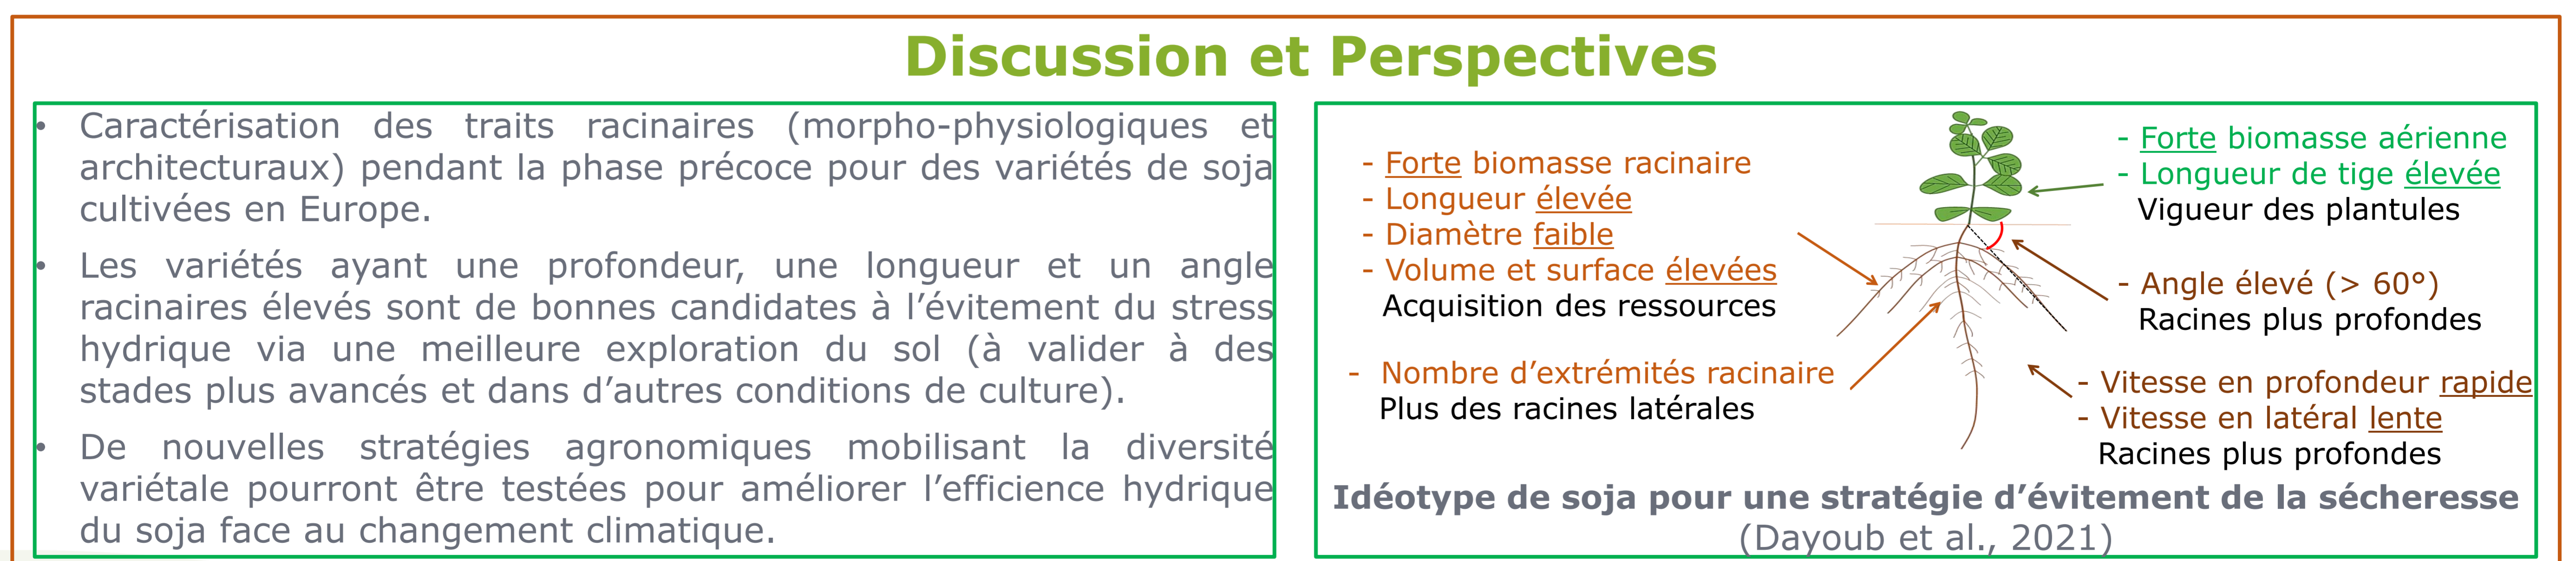 Discussion et Perspectives
• Caractérisation des traits racinaires (morpho-physiologiques et
architecturaux) pendant la phase précoce pour des variétés de soja
cultivées en Europe.
• Les variétés ayant une profondeur, une longueur et un angle
racinaires élevés sont de bonnes candidates à l’évitement du stress
hydrique via une meilleure exploration du sol (à valider à des
stades plus avancés et dans d’autres conditions de culture).
• De nouvelles stratégies agronomiques mobilisant la diversité
variétale pourront être testées pour améliorer l’efficience hydrique
du soja face au changement climatique.
- Forte biomasse racinaire
- Longueur élevée
- Diamètre faible
- Volume et surface élevées
Acquisition des ressources
- Nombre d’extrémités racinaire
Plus des racines latérales
- Forte biomasse aérienne
- Longueur de tige élevée
Vigueur des plantules
- Angle élevé (> 60°)
Racines plus profondes
- Vitesse en profondeur rapide
- Vitesse en latéral lente
Racines plus profondes
Idéotype de soja pour une stratégie d’évitement de la sécheresse
(Dayoub et al., 2021)